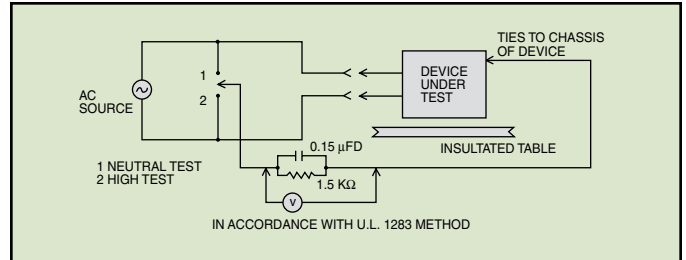 TIES TO CHASSIS
OF DEVICE
DEVICE
UNDER
TEST
1
2
AC
SOURCE
INSULTATED TABLE
0.15 µFD
1 NEUTRAL TEST
2 HIGH TEST
1.5 KΩ
V
IN ACCORDANCE WITH U.L. 1283 METHOD